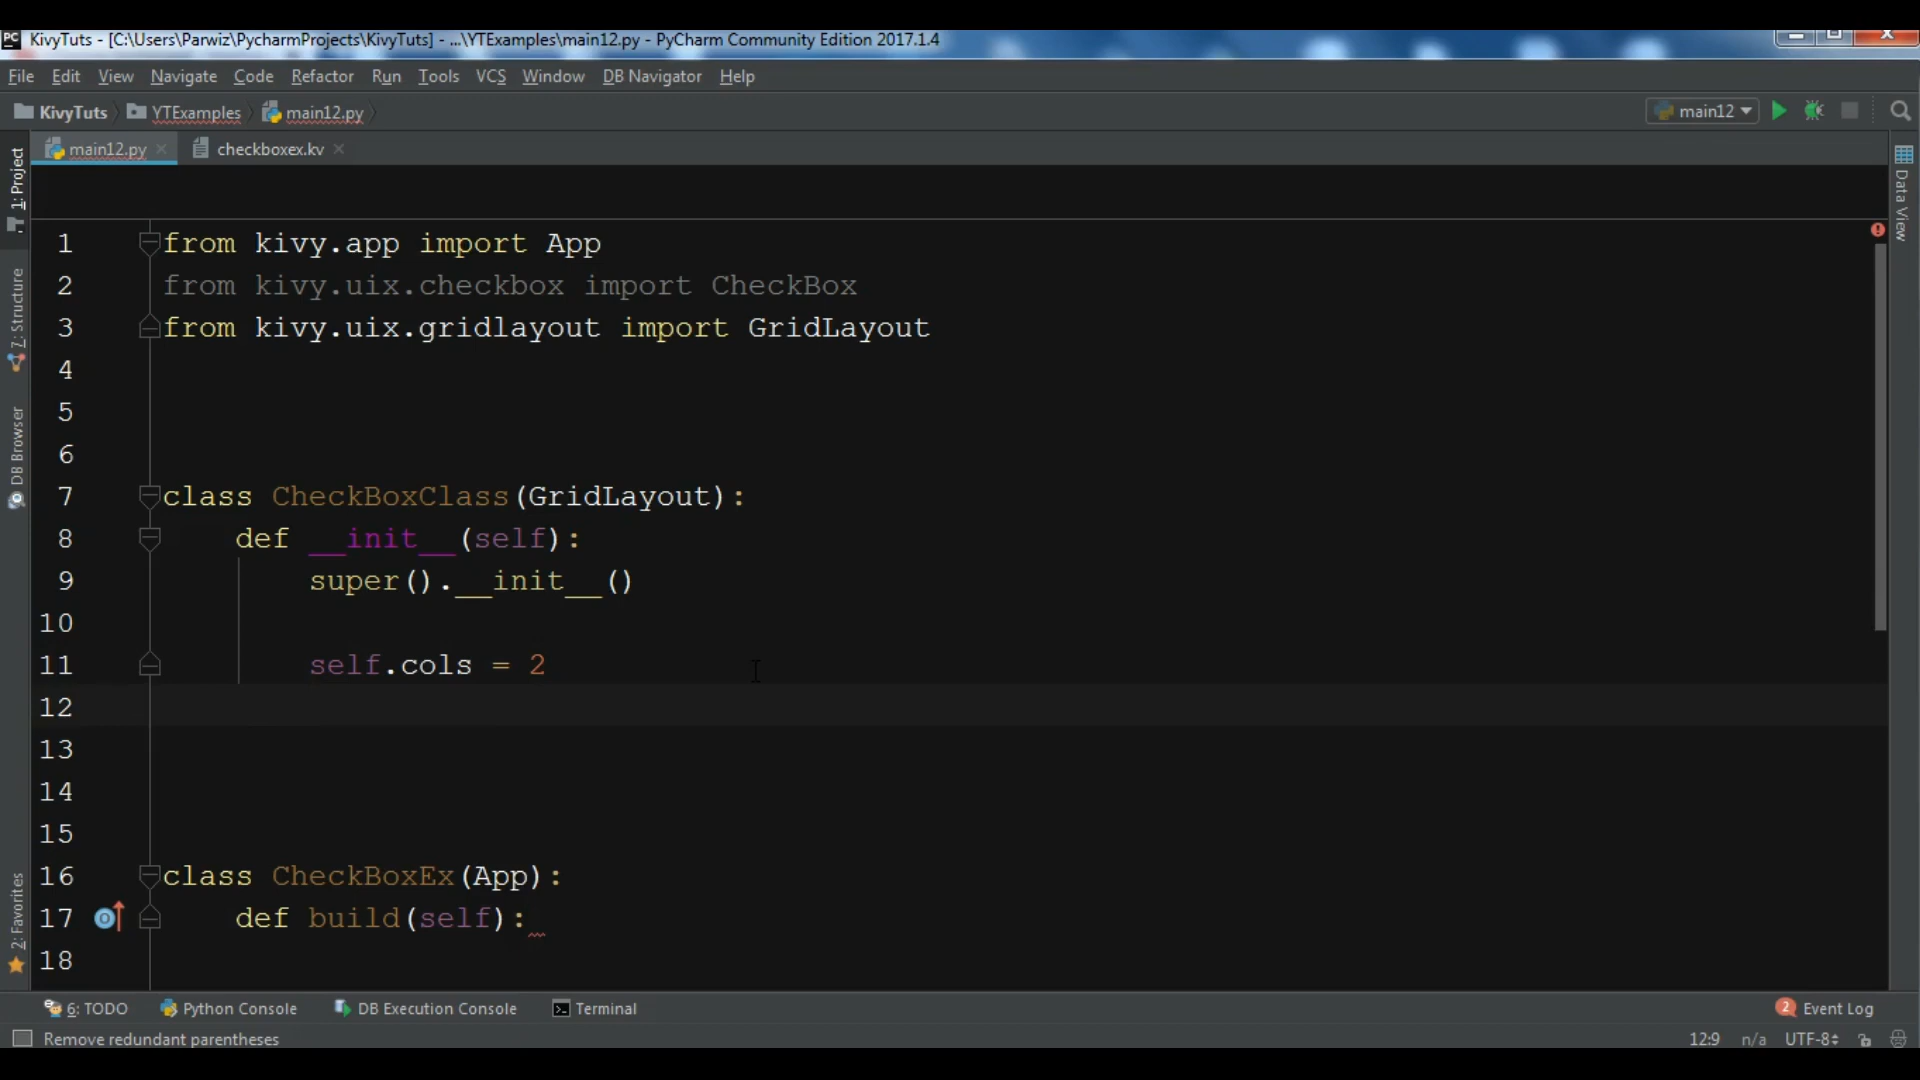 PC KivyTuts - [C:\Users\Parwiz\PycharmProjects\KivyTuts] - ...\YTExamples\main12.py - PyCharm Community Edition 2017.1.4
File Edit View Navigate Code Refactor Run Tools VCS Window DB Navigator Help
KivyTuts YTExamples main12.py main12
main12.py checkboxex.kv
1: Project
7: Structure
DB Browser
2: Favorites
Data View
1 from kivy.app import App
2 from kivy.uix.checkbox import CheckBox
3 from kivy.uix.gridlayout import GridLayout
4
5
6
7 class CheckBoxClass(GridLayout):
8 def __init__(self):
9 super().__init__()
10
11 self.cols = 2
12
13
14
15
16 class CheckBoxEx(App):
17 def build(self):
18
6: TODO Python Console DB Execution Console Terminal 2 Event Log
Remove redundant parentheses 12:9 n/a UTF-8